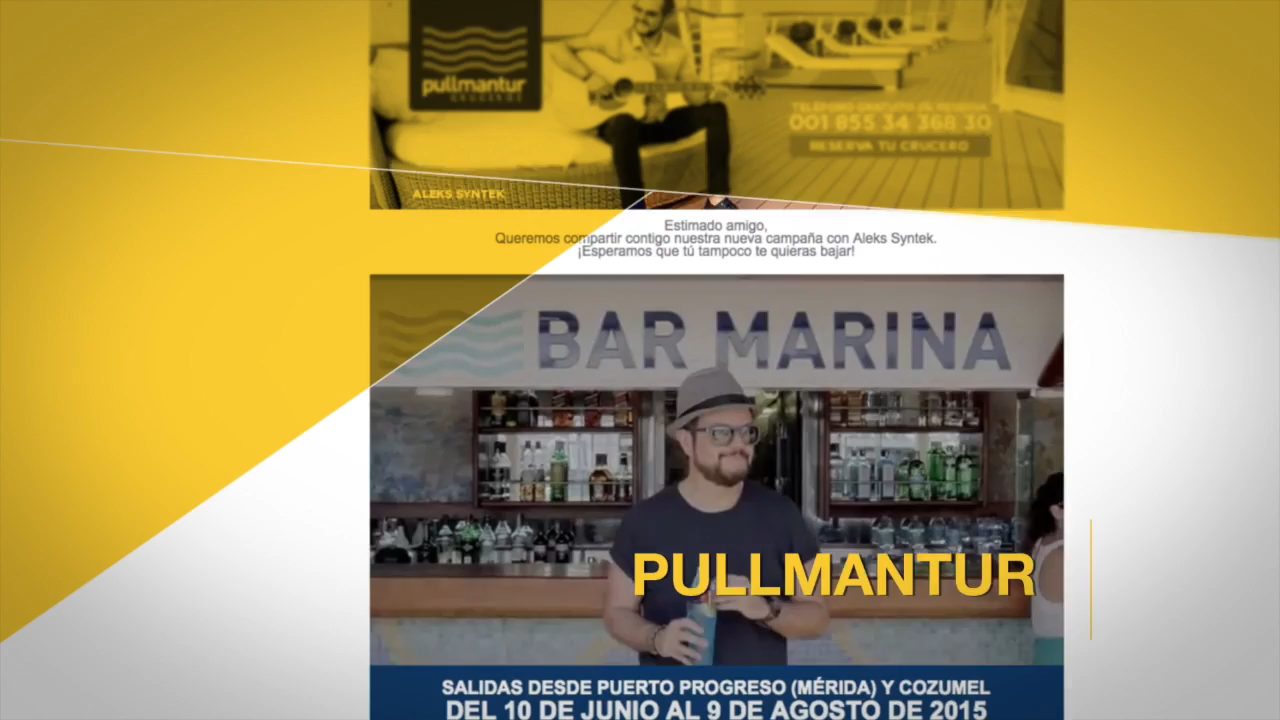 pullmantur
CRUCEROS
TELÉFONO GRATUITO DE RESERVA
001 855 34 368 30
RESERVA TU CRUCERO
ALEKS SYNTEK
Estimado amigo,
Queremos compartir contigo nuestra nueva campaña con Aleks Syntek.
¡Esperamos que tú tampoco te quieras bajar!
BAR MARINA
PULLMANTUR
SALIDAS DESDE PUERTO PROGRESO (MÉRIDA) Y COZUMEL
DEL 10 DE JUNIO AL 9 DE AGOSTO DE 2015